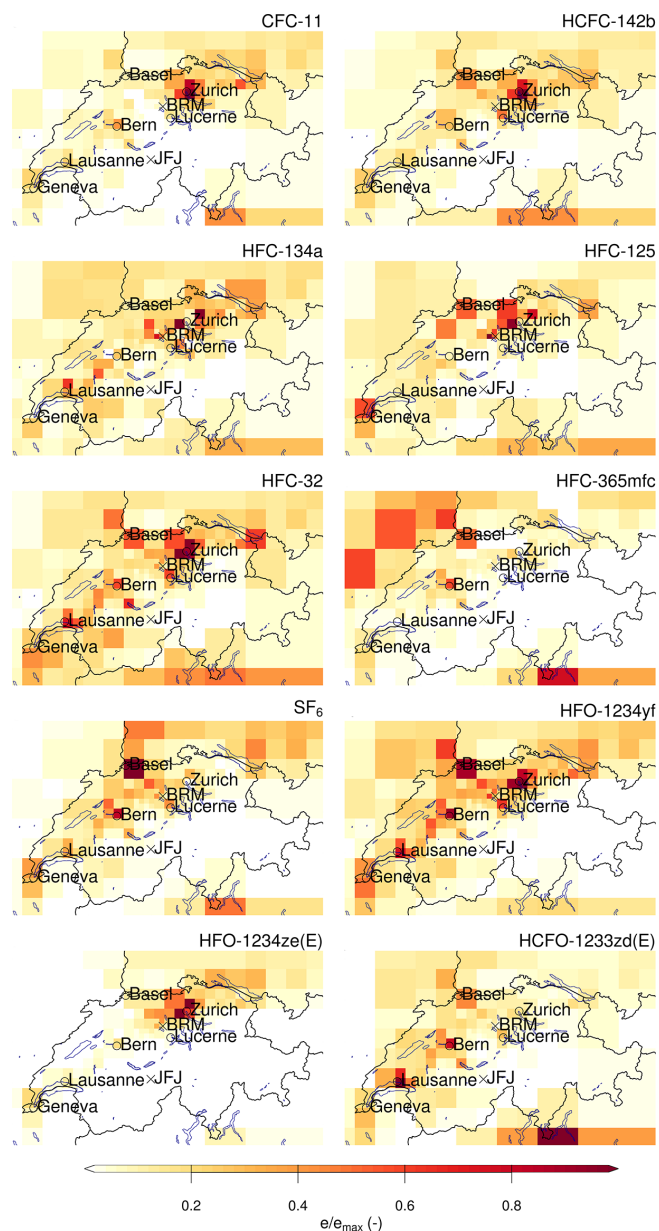 CFC-11
HCFC-142b
Basel
Zurich
BRM
Lucerne
Bern
Lausanne
JFJ
Geneva
Basel
Zurich
BRM
Lucerne
Bern
Lausanne
JFJ
Geneva
HFC-134a
HFC-125
Basel
Zurich
BRM
Lucerne
Bern
Lausanne
JFJ
Geneva
Basel
Zurich
BRM
Lucerne
Bern
Lausanne
JFJ
Geneva
HFC-32
HFC-365mfc
Basel
Zurich
BRM
Lucerne
Bern
Lausanne
JFJ
Geneva
Basel
Zurich
BRM
Lucerne
Bern
Lausanne
JFJ
Geneva
SF₆
HFO-1234yf
Basel
Zurich
BRM
Lucerne
Bern
Lausanne
JFJ
Geneva
Basel
Zurich
BRM
Lucerne
Bern
Lausanne
JFJ
Geneva
HFO-1234ze(E)
HCFO-1233zd(E)
Basel
Zurich
BRM
Lucerne
Bern
Lausanne
JFJ
Geneva
Basel
Zurich
BRM
Lucerne
Bern
Lausanne
JFJ
Geneva
0.2 0.4 0.6 0.8
e/e_max (-)